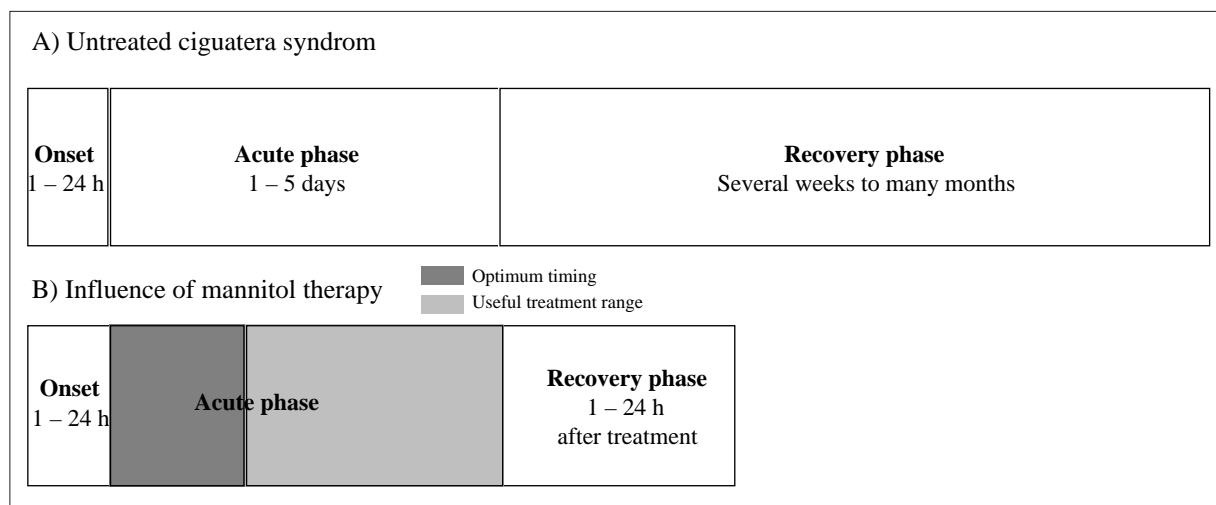 A) Untreated ciguatera syndrom
Onset
1 – 24 h
Acute phase
1 – 5 days
Recovery phase
Several weeks to many months
B) Influence of mannitol therapy
Optimum timing
Useful treatment range
Onset
1 – 24 h
Acute phase
Recovery phase
1 – 24 h
after treatment